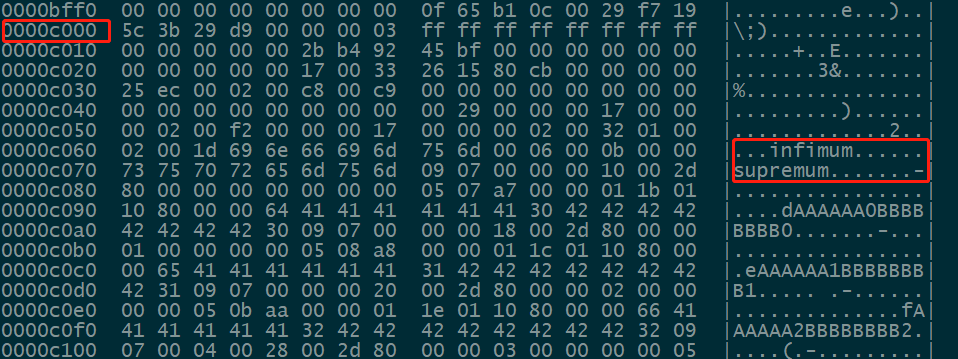 0000bff0  00 00 00 00 00 00 00 00  0f 65 b1 0c 00 29 f7 19  |.........e...)..|
0000c000  5c 3b 29 d9 00 00 00 03  ff ff ff ff ff ff ff ff  |\;).............|
0000c010  00 00 00 00 2b b4 92 45  bf 00 00 00 00 00 00 00  |....+..E........|
0000c020  00 00 00 00 17 00 33 26  15 80 cb 00 00 00 00  |.......3&.......|
0000c030  25 ec 00 02 00 c8 00 c9  00 00 00 00 00 00 00 00  |%...............|
0000c040  00 00 00 00 00 00 00 00  00 29 00 00 00 17 00 00  |.........)......|
0000c050  00 02 00 f2 00 00 00 17  00 00 00 02 00 32 01 00  |.............2..|
0000c060  02 00 1d 69 6e 66 69 6d  75 6d 00 06 00 0b 00 00  |...infimum......|
0000c070  73 75 70 72 65 6d 75 6d  09 07 00 00 00 10 00 2d  |supremum.......-|
0000c080  80 00 00 00 00 00 00 00  05 07 a7 00 00 01 1b 01  |................|
0000c090  10 80 00 00 64 41 41 41  41 41 41 30 42 42 42 42  |....dAAAAAA0BBBB|
0000c0a0  42 42 42 42 30 09 07 00  00 00 18 00 2d 80 00 00  |BBBB0.......-...|
0000c0b0  01 00 00 00 00 05 08 a8  00 00 01 1c 01 10 80 00  |................|
0000c0c0  00 65 41 41 41 41 41 41  31 42 42 42 42 42 42 42  |.eAAAAAA1BBBBBBB|
0000c0d0  42 31 09 07 00 00 00 20  00 2d 80 00 00 02 00 00  |B1..... .-......|
0000c0e0  00 00 05 0b aa 00 00 01  1e 01 10 80 00 00 66 41  |..............fA|
0000c0f0  41 41 41 41 41 32 42 42  42 42 42 42 42 42 32 09  |AAAAA2BBBBBBBB2.|
0000c100  07 00 04 00 28 00 2d 80  00 00 03 00 00 00 00 05  |....(.-.........|